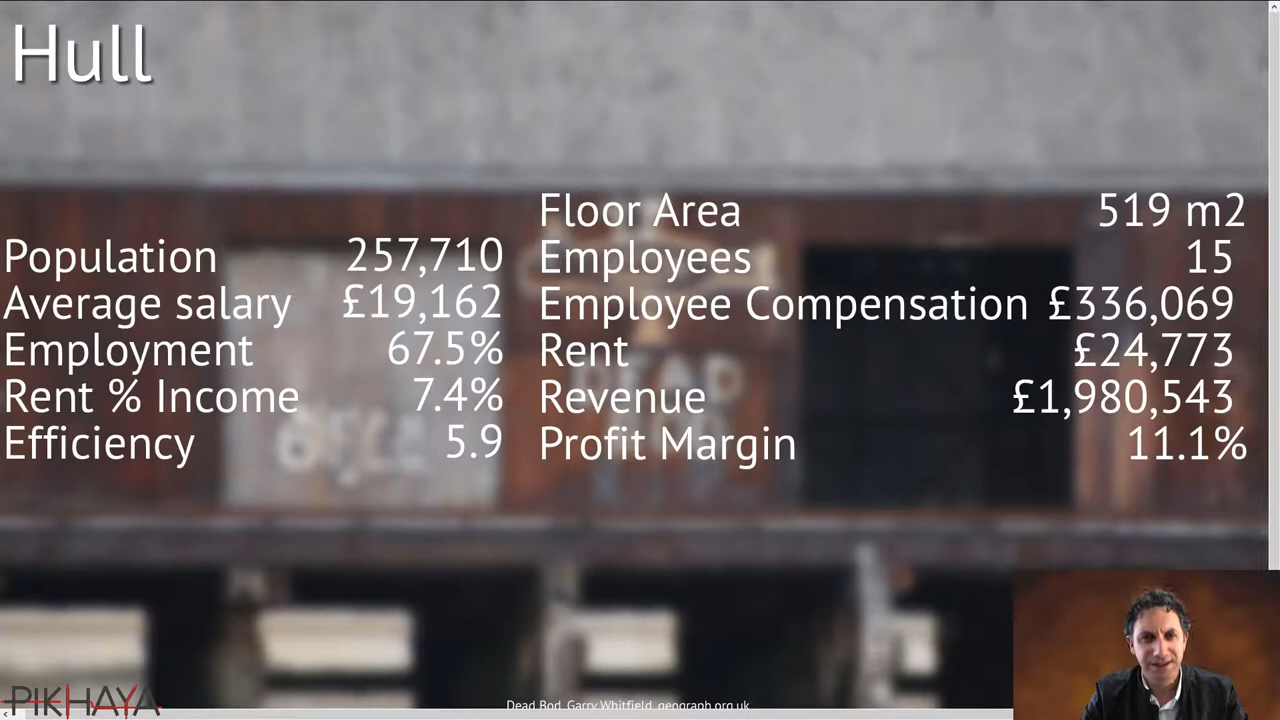 Hull
Population 257,710
Average salary £19,162
Employment 67.5%
Rent % Income 7.4%
Efficiency 5.9
Floor Area 519 m2
Employees 15
Employee Compensation £336,069
Rent £24,773
Revenue £1,980,543
Profit Margin 11.1%
PIKHAYA
Dead Bod, Garry Whitfield, geograph.org.uk